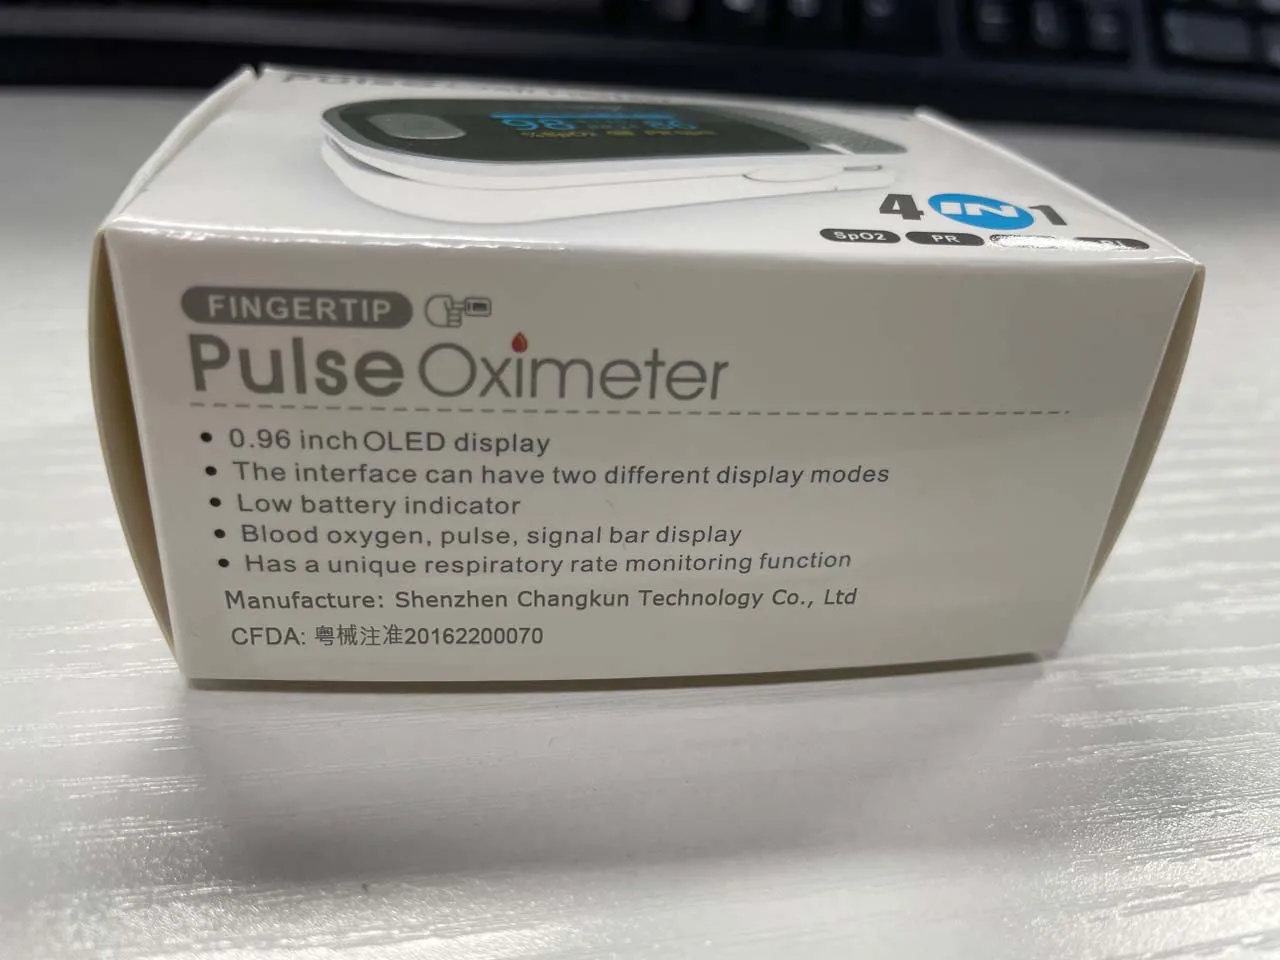 Pulse
98
%SpO2
4 IN 1
SpO2 PR
FINGERTIP
Pulse Oximeter
• 0.96 inch OLED display
• The interface can have two different display modes
• Low battery indicator
• Blood oxygen, pulse, signal bar display
• Has a unique respiratory rate monitoring function
Manufacture: Shenzhen Changkun Technology Co., Ltd
CFDA: 粤械注准20162200070